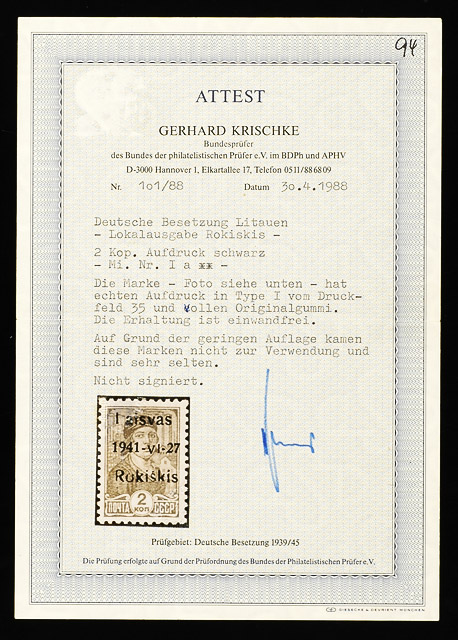 94
ATTEST
GERHARD KRISCHKE
Bundesprüfer
des Bundes der philatelistischen Prüfer e.V. im BDPh und APHV
D-3000 Hannover 1, Elkartallee 17, Telefon 0511/88 68 09
Nr. 101/88 Datum 30.4.1988
Deutsche Besetzung Litauen
- Lokalausgabe Rokiskis -
2 Kop. Aufdruck schwarz
- Mi. Nr. I a ** -
Die Marke - Foto siehe unten - hat
echten Aufdruck in Type I vom Druck-
feld 35 und vollen Originalgummi.
Die Erhaltung ist einwandfrei.
Auf Grund der geringen Auflage kamen
diese Marken nicht zur Verwendung und
sind sehr selten.
Nicht signiert.
Laisvas
1941-VI-27
Rokiškis
2
КОП
ПОЧТА СССР
Prüfgebiet: Deutsche Besetzung 1939/45
Die Prüfung erfolgte auf Grund der Prüfordnung des Bundes der Philatelistischen Prüfer e.V.
GIESECKE & DEVRIENT MÜNCHEN